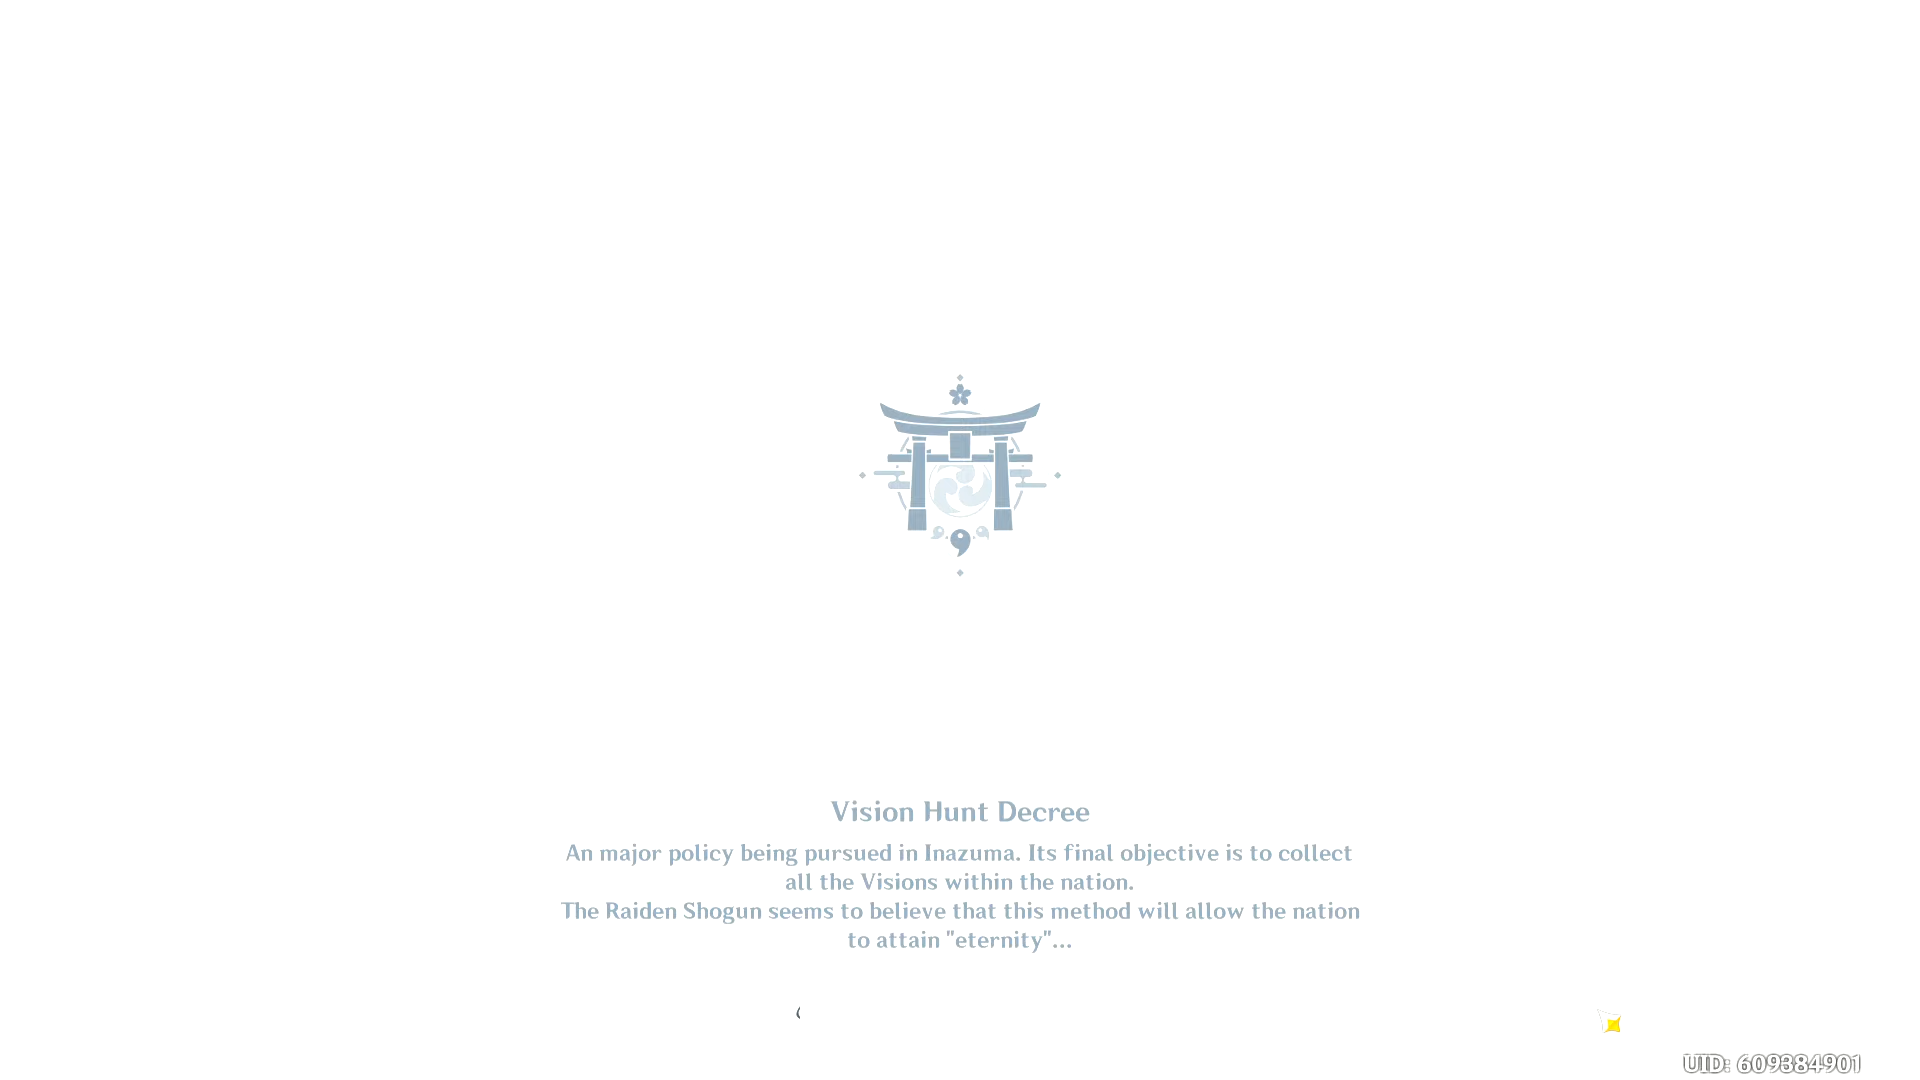 Vision Hunt Decree
An major policy being pursued in Inazuma. Its final objective is to collect
all the Visions within the nation.
The Raiden Shogun seems to believe that this method will allow the nation
to attain "eternity"...
UID: 609384901